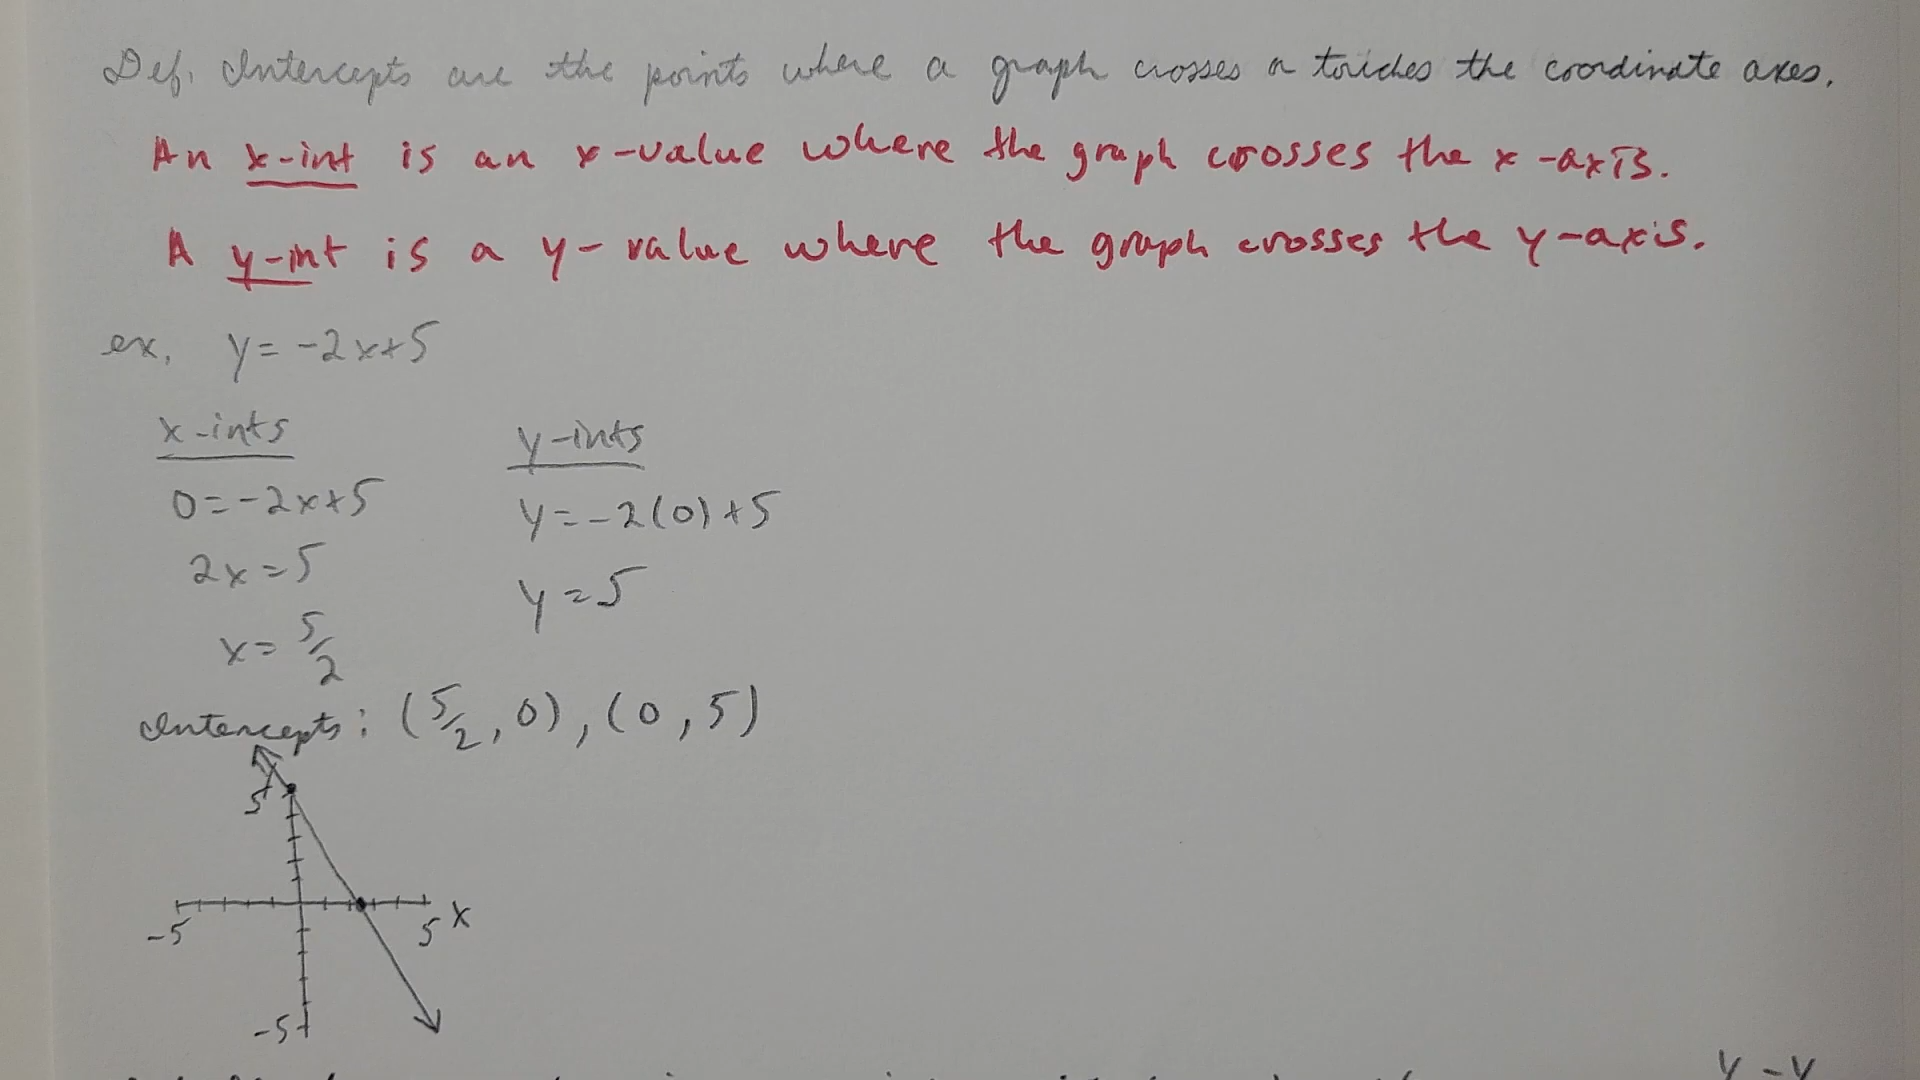 Def. Intercepts are the points where a graph crosses or touches the coordinate axes.
An x-int is an x-value where the graph crosses the x-axis.
A y-int is a y-value where the graph crosses the y-axis.
ex. y=-2x+5
x-ints
0=-2x+5
2x=5
x=5/2
y-ints
y=-2(0)+5
y=5
Intercepts: (5/2, 0), (0, 5)
y
5
-5
5 x
-5
y-y